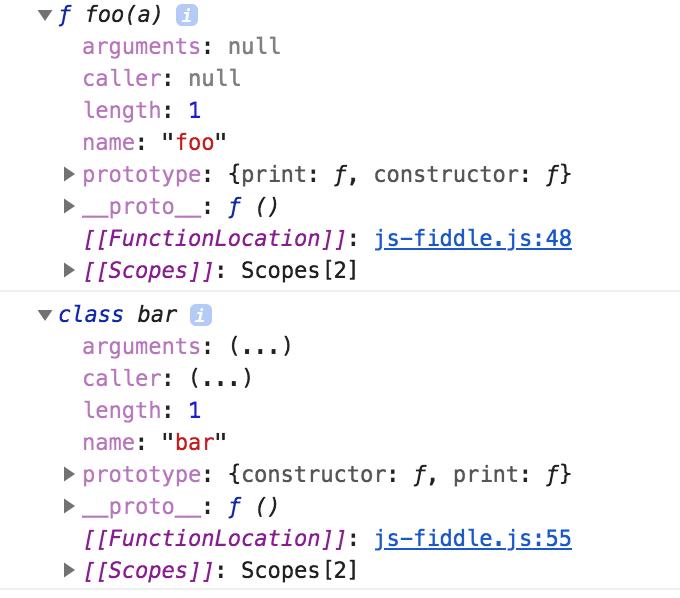 ▼ƒ foo(a) i
arguments: null
caller: null
length: 1
name: "foo"
▶ prototype: {print: ƒ, constructor: ƒ}
▶ __proto__: ƒ ()
[[FunctionLocation]]: js-fiddle.js:48
▶ [[Scopes]]: Scopes[2]
▼class bar i
arguments: (...)
caller: (...)
length: 1
name: "bar"
▶ prototype: {constructor: ƒ, print: ƒ}
▶ __proto__: ƒ ()
[[FunctionLocation]]: js-fiddle.js:55
▶ [[Scopes]]: Scopes[2]